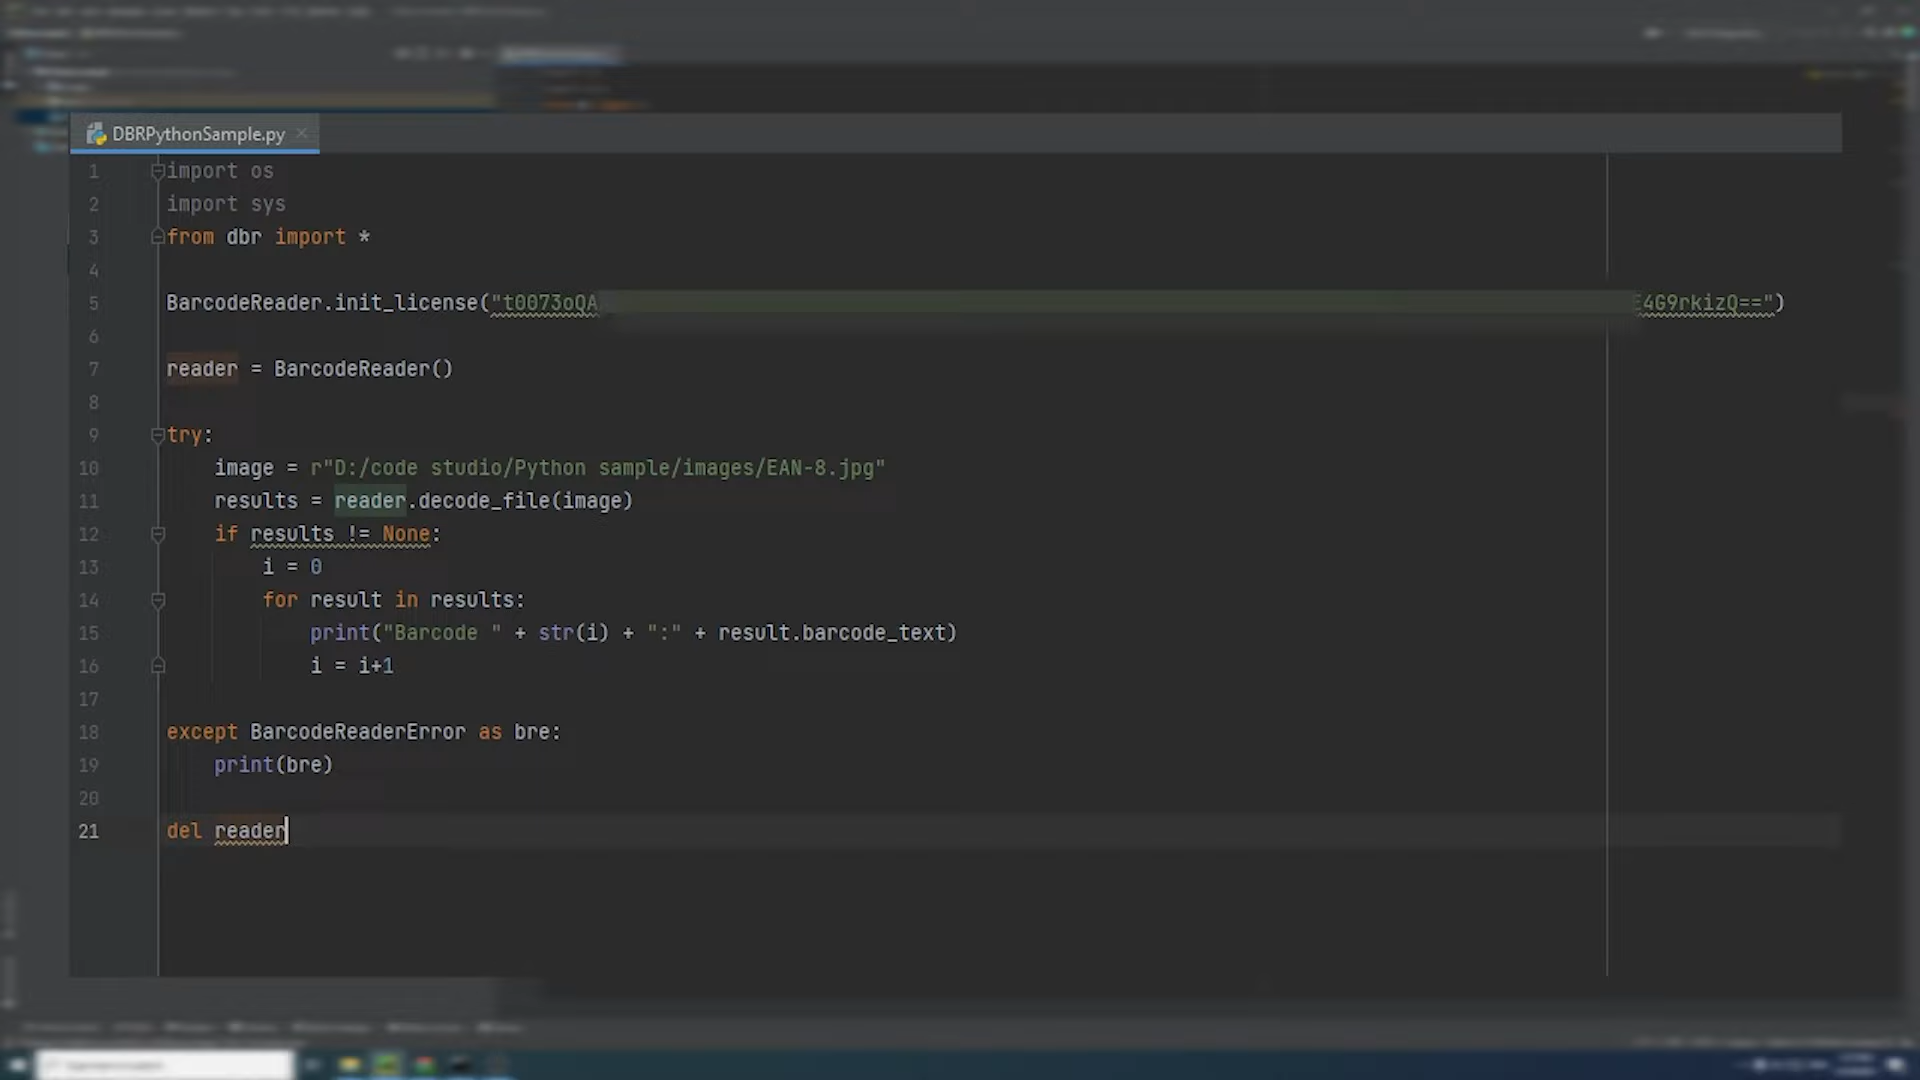 DBRPythonSample.py
1 import os
2 import sys
3 from dbr import *
4
5 BarcodeReader.init_license("t0073oQA E4G9rkizQ==")
6
7 reader = BarcodeReader()
8
9 try:
10 image = r"D:/code studio/Python sample/images/EAN-8.jpg"
11 results = reader.decode_file(image)
12 if results != None:
13 i = 0
14 for result in results:
15 print("Barcode " + str(i) + ":" + result.barcode_text)
16 i = i+1
17
18 except BarcodeReaderError as bre:
19 print(bre)
20
21 del reader